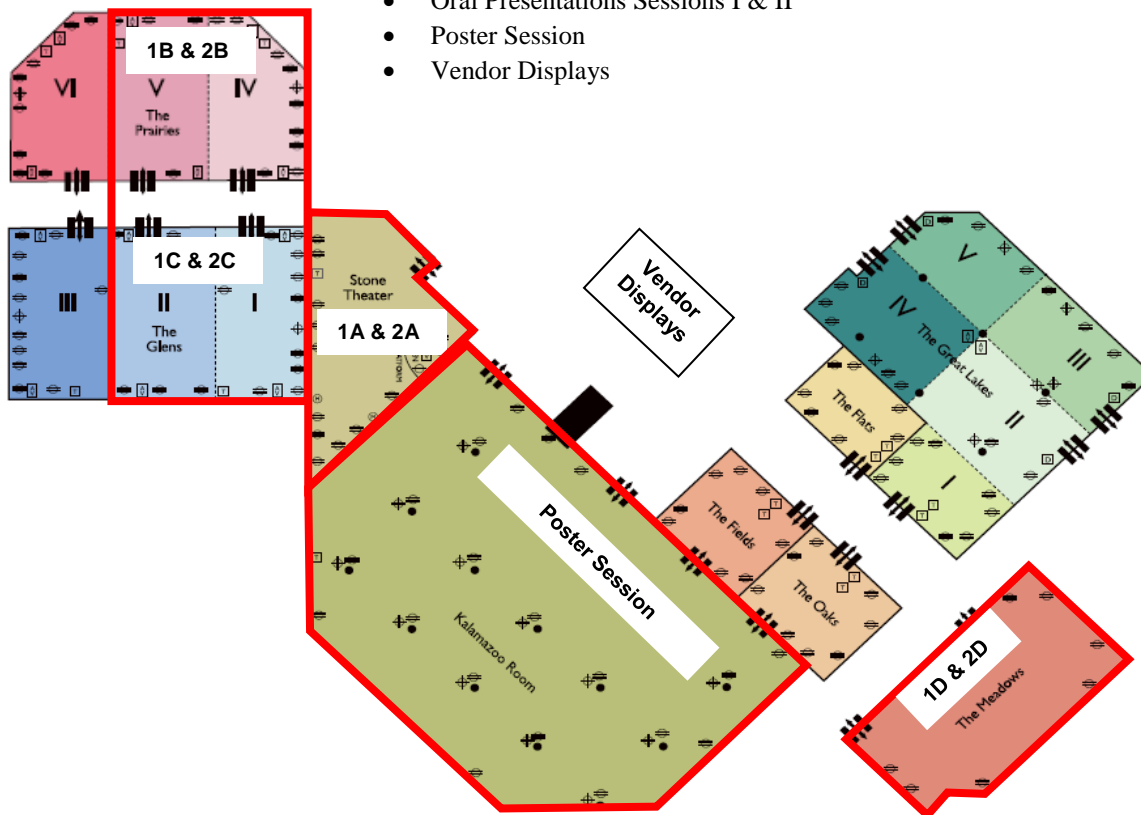 • Oral Presentations Sessions I & II
• Poster Session
• Vendor Displays
1B & 2B
VI
V
IV
The
Prairies
1C & 2C
III
II
I
The
Glens
Stone
Theater
1A & 2A
Vendor
Displays
V
IV
The Great Lakes
III
II
I
The Flats
Poster Session
Kalamazoo Room
The Fields
The Oaks
1D & 2D
The Meadows